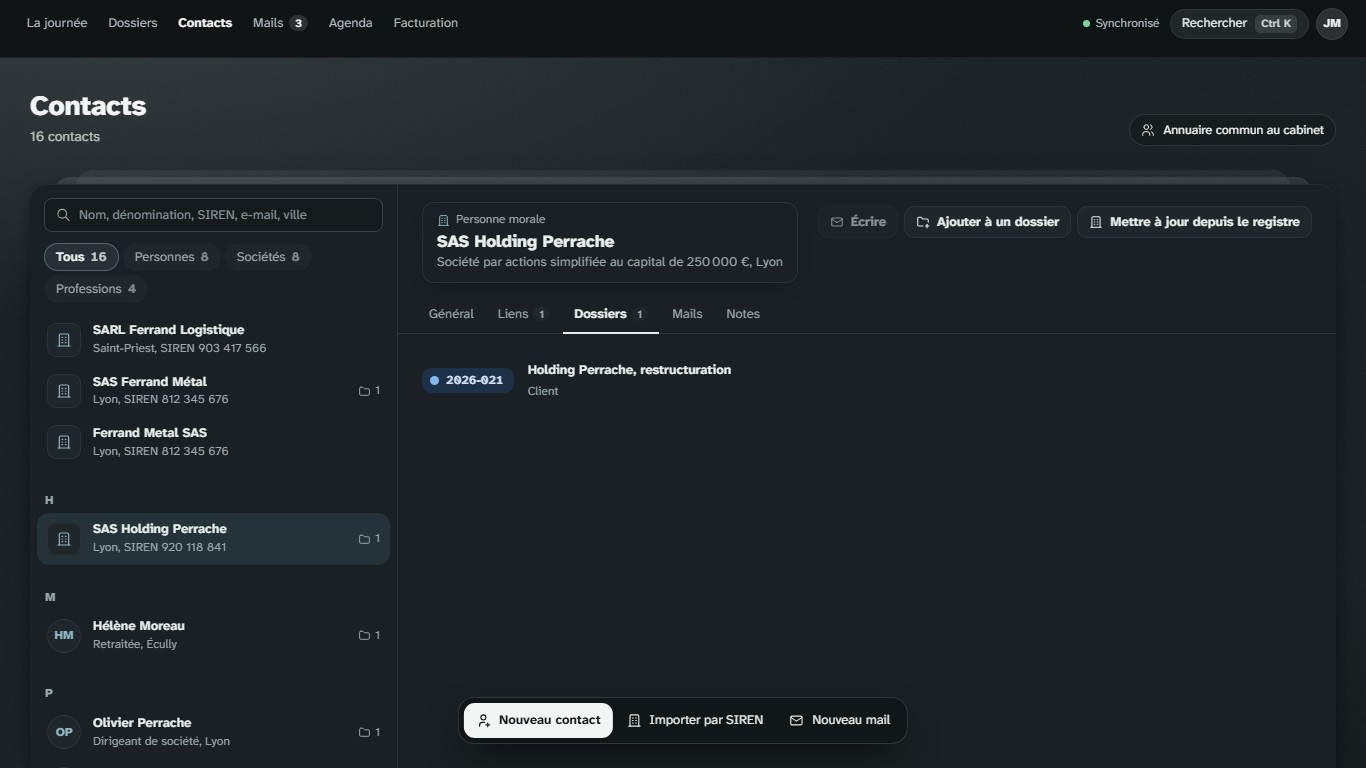 La journée
Dossiers
Contacts
Mails 3
Agenda
Facturation
Synchronisé
Rechercher Ctrl K
JM
Contacts
16 contacts
Annuaire commun au cabinet
Nom, dénomination, SIREN, e-mail, ville
Tous 16
Personnes 8
Sociétés 8
Professions 4
SARL Ferrand Logistique
Saint-Priest, SIREN 903 417 566
SAS Ferrand Métal
Lyon, SIREN 812 345 676
1
Ferrand Metal SAS
Lyon, SIREN 812 345 676
H
SAS Holding Perrache
Lyon, SIREN 920 118 841
1
M
HM
Hélène Moreau
Retraitée, Écully
1
P
OP
Olivier Perrache
Dirigeant de société, Lyon
1
Personne morale
SAS Holding Perrache
Société par actions simplifiée au capital de 250 000 €, Lyon
Écrire
Ajouter à un dossier
Mettre à jour depuis le registre
Général
Liens 1
Dossiers 1
Mails
Notes
2026-021
Holding Perrache, restructuration
Client
Nouveau contact
Importer par SIREN
Nouveau mail